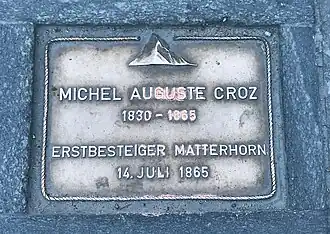 MICHEL AUGUSTE CROZ
1830 - 1865
ERSTBESTEIGER MATTERHORN
14. JULI 1865